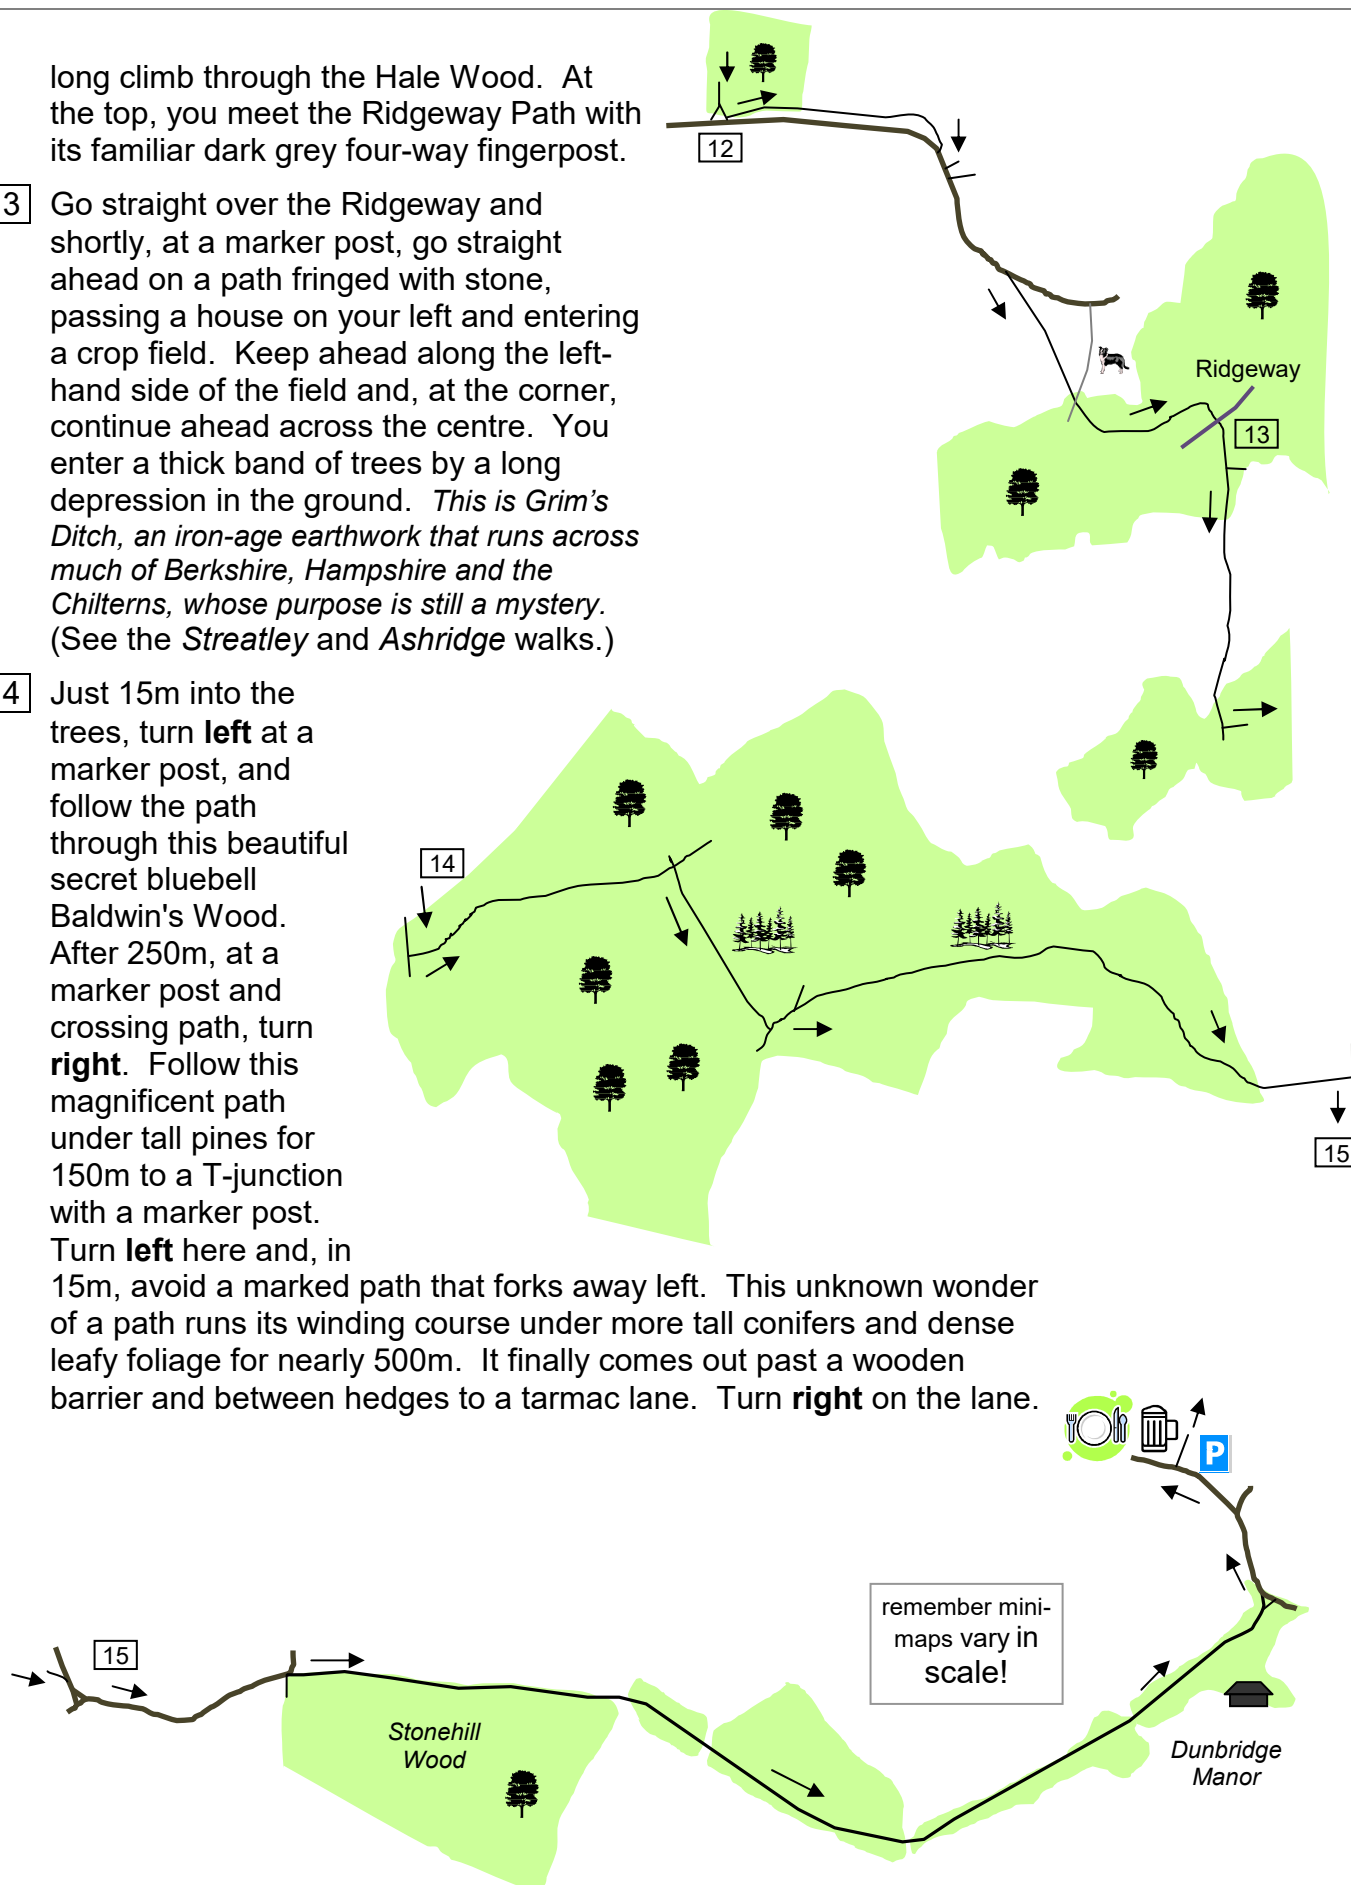 long climb through the Hale Wood.  At
the top, you meet the Ridgeway Path with
its familiar dark grey four-way fingerpost.
3 Go straight over the Ridgeway and
shortly, at a marker post, go straight
ahead on a path fringed with stone,
passing a house on your left and entering
a crop field.  Keep ahead along the left-
hand side of the field and, at the corner,
continue ahead across the centre.  You
enter a thick band of trees by a long
depression in the ground.  This is Grim's
Ditch, an iron-age earthwork that runs across
much of Berkshire, Hampshire and the
Chilterns, whose purpose is still a mystery.
(See the Streatley and Ashridge walks.)
4 Just 15m into the
trees, turn left at a
marker post, and
follow the path
through this beautiful
secret bluebell
Baldwin's Wood.
After 250m, at a
marker post and
crossing path, turn
right.  Follow this
magnificent path
under tall pines for
150m to a T-junction
with a marker post.
Turn left here and, in
15m, avoid a marked path that forks away left.  This unknown wonder
of a path runs its winding course under more tall conifers and dense
leafy foliage for nearly 500m.  It finally comes out past a wooden
barrier and between hedges to a tarmac lane.  Turn right on the lane.
12
Ridgeway
13
14
15
P
remember mini-
maps vary in
scale!
15
Stonehill
Wood
Dunbridge
Manor